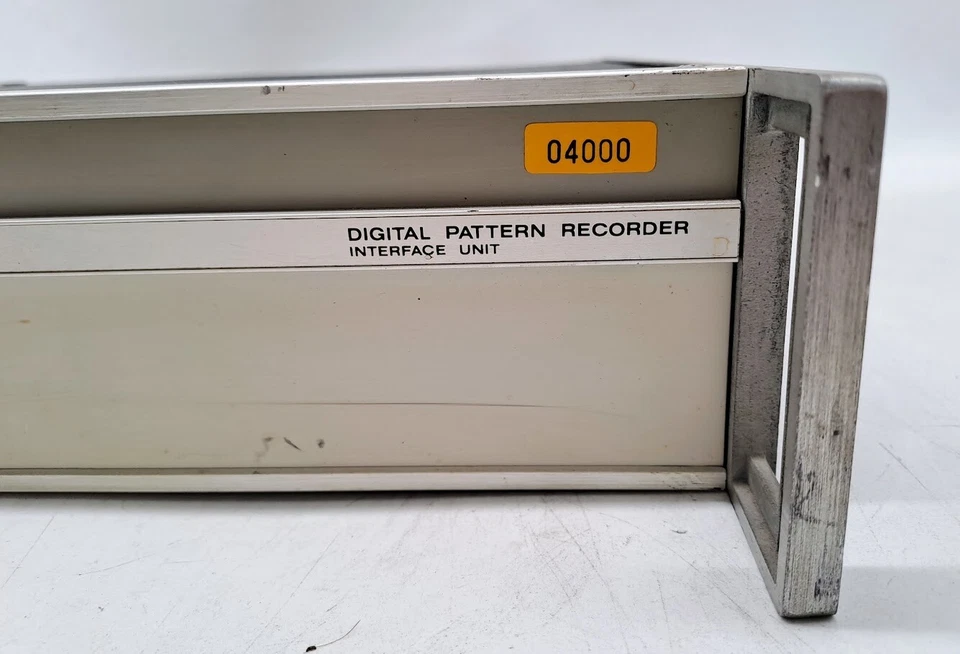 04000
DIGITAL PATTERN RECORDER
INTERFACE UNIT